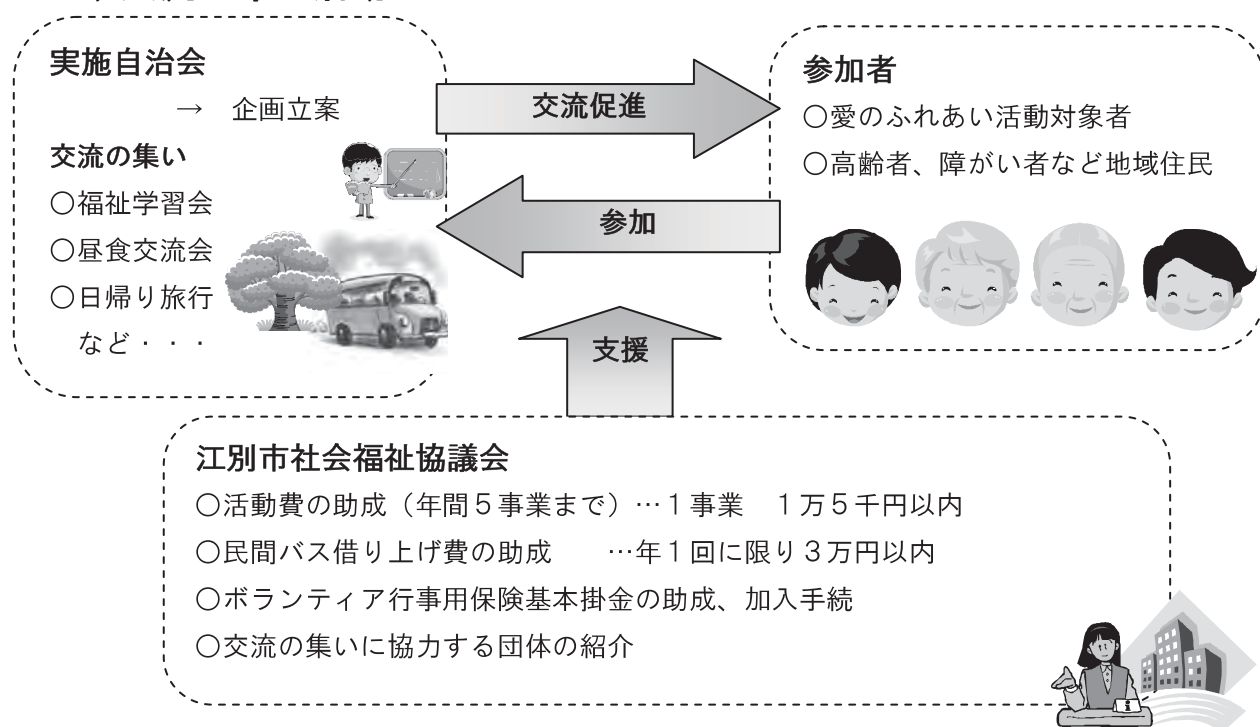 実施自治会
→ 企画立案
交流の集い
○福祉学習会
○昼食交流会
○日帰り旅行
など・・・
交流促進
参加
支援
参加者
○愛のふれあい活動対象者
○高齢者、障がい者など地域住民
江別市社会福祉協議会
○活動費の助成（年間５事業まで）…１事業　１万５千円以内
○民間バス借り上げ費の助成　　…年１回に限り３万円以内
○ボランティア行事用保険基本掛金の助成、加入手続
○交流の集いに協力する団体の紹介